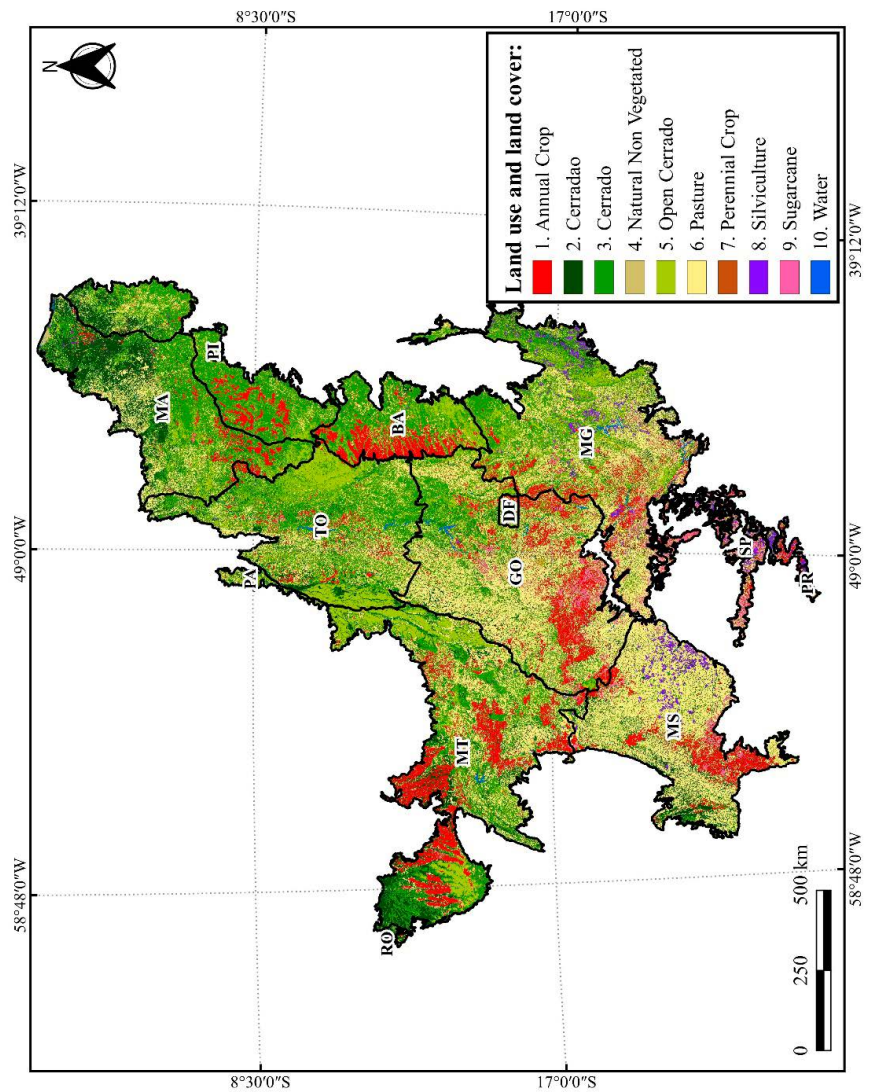 39°12'0"W
49°0'0"W
58°48'0"W
8°30'0"S
8°30'0"S
N
MA
PI
PA
TO
BA
RO
MT
GO
DF
MG
MS
SP
PR
17°0'0"S
17°0'0"S
Land use and land cover:
1. Annual Crop
2. Cerradao
3. Cerrado
4. Natural Non Vegetated
5. Open Cerrado
6. Pasture
7. Perennial Crop
8. Silviculture
9. Sugarcane
10. Water
0 250 500 km
58°48'0"W
49°0'0"W
39°12'0"W